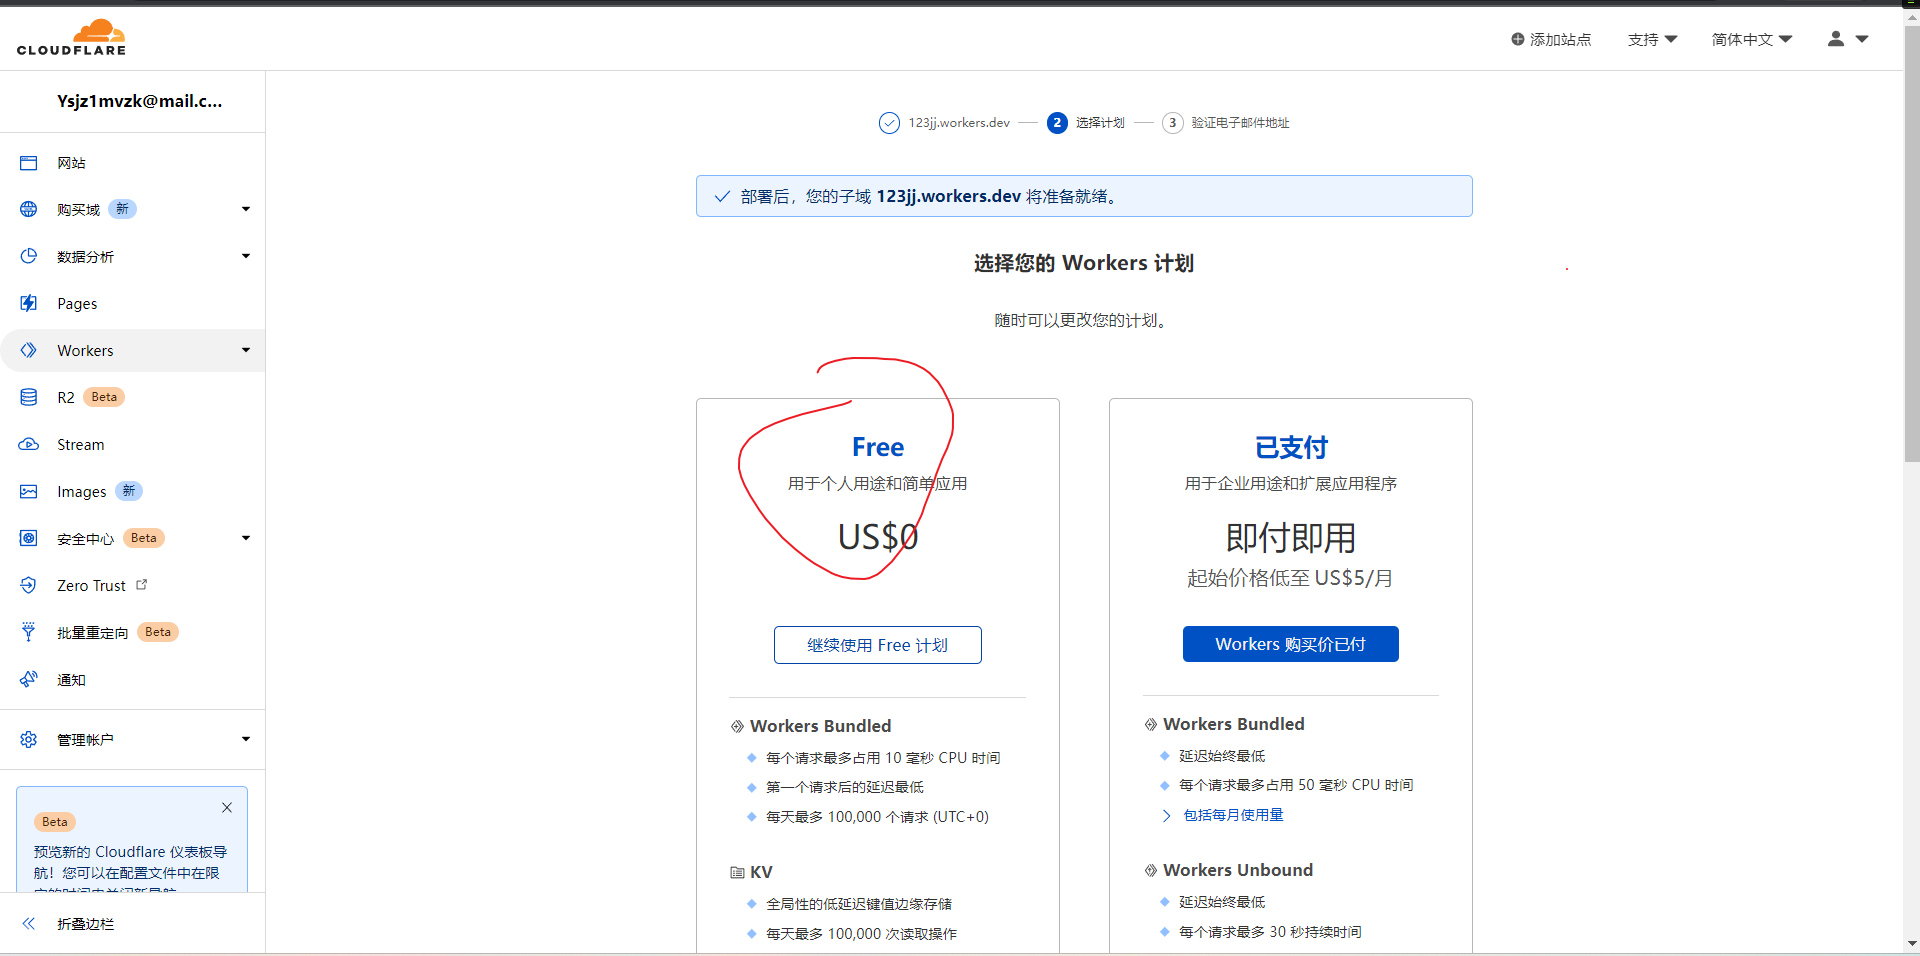 CLOUDFLARE
添加站点
支持
简体中文
Ysjz1mvzk@mail.c...
网站
购买域 新
数据分析
Pages
Workers
R2 Beta
Stream
Images 新
安全中心 Beta
Zero Trust
批量重定向 Beta
通知
管理帐户
Beta
预览新的 Cloudflare 仪表板导
航！您可以在配置文件中在限
折叠边栏
123jj.workers.dev
2 选择计划
3 验证电子邮件地址
部署后，您的子域 123jj.workers.dev 将准备就绪。
选择您的 Workers 计划
随时可以更改您的计划。
Free
用于个人用途和简单应用
US$0
继续使用 Free 计划
Workers Bundled
每个请求最多占用 10 毫秒 CPU 时间
第一个请求后的延迟最低
每天最多 100,000 个请求 (UTC+0)
KV
全局性的低延迟键值边缘存储
每天最多 100,000 次读取操作
已支付
用于企业用途和扩展应用程序
即付即用
起始价格低至 US$5/月
Workers 购买价已付
Workers Bundled
延迟始终最低
每个请求最多占用 50 毫秒 CPU 时间
包括每月使用量
Workers Unbound
延迟始终最低
每个请求最多 30 秒持续时间